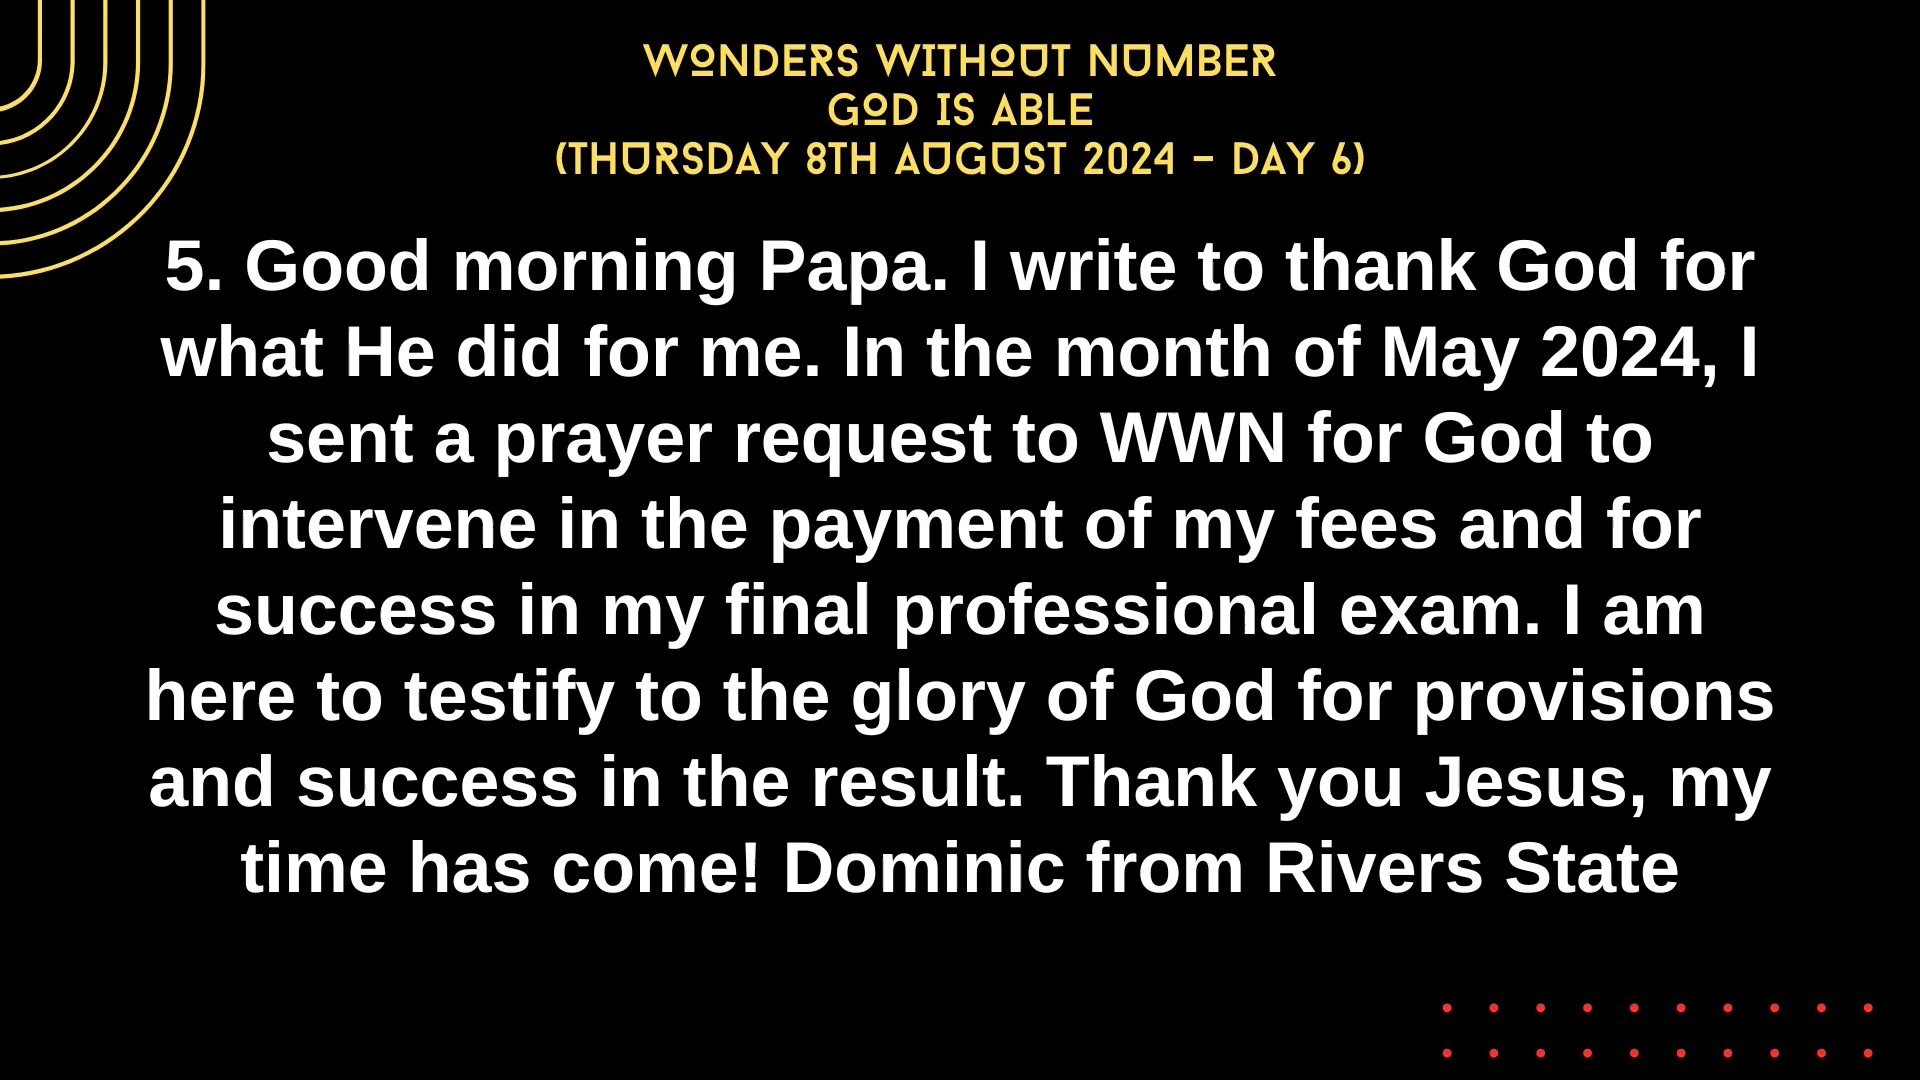 WONDERS WITHOUT NUMBER
GOD IS ABLE
(THURSDAY 8TH AUGUST 2024 – DAY 6)
5. Good morning Papa. I write to thank God for
what He did for me. In the month of May 2024, I
sent a prayer request to WWN for God to
intervene in the payment of my fees and for
success in my final professional exam. I am
here to testify to the glory of God for provisions
and success in the result. Thank you Jesus, my
time has come! Dominic from Rivers State